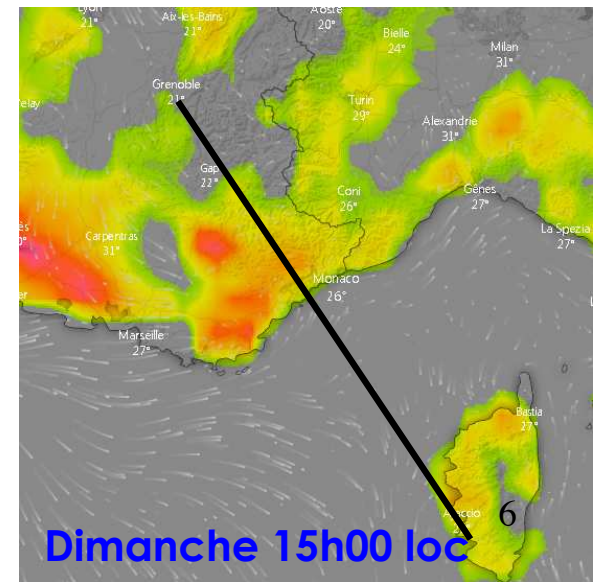 Lyon
21°
Aix-les-Bains
21°
Aoste
20°
Bielle
24°
Milan
31°
Grenoble
21°
elay
Turin
29°
Alexandrie
31°
Gap
22°
Coni
26°
Gênes
27°
Carpentras
31°
La Spezia
27°
Monaco
26°
Marseille
27°
Bastia
27°
6
Dimanche 15h00 loc